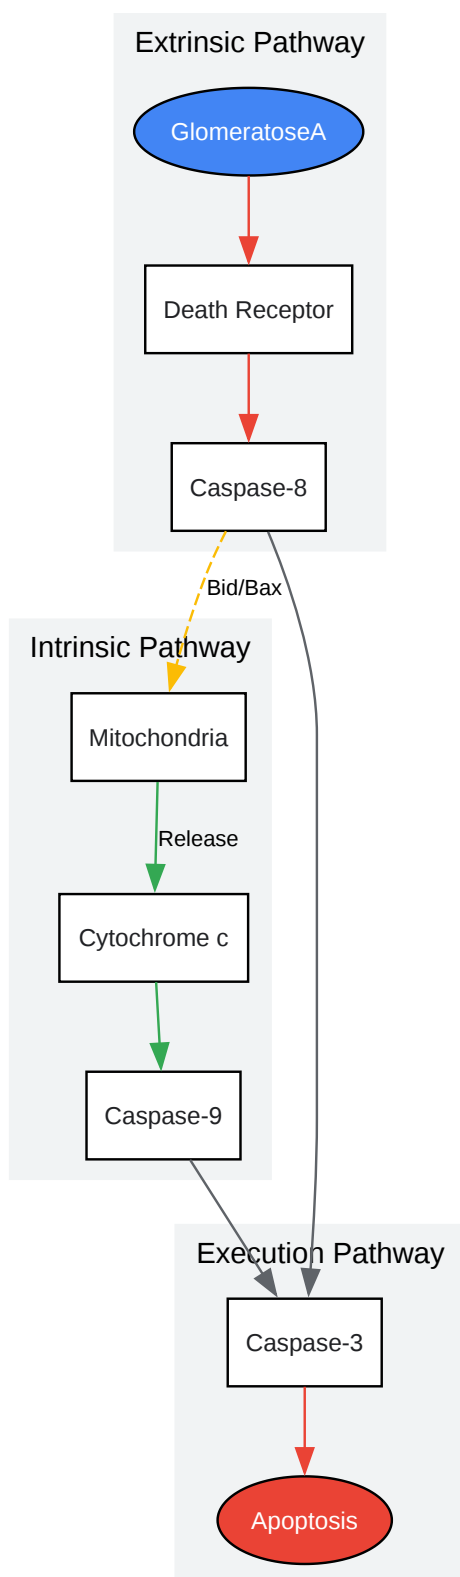 Extrinsic Pathway
GlomeratoseA
Death Receptor
Caspase-8
Bid/Bax
Intrinsic Pathway
Mitochondria
Release
Cytochrome c
Caspase-9
Execution Pathway
Caspase-3
Apoptosis